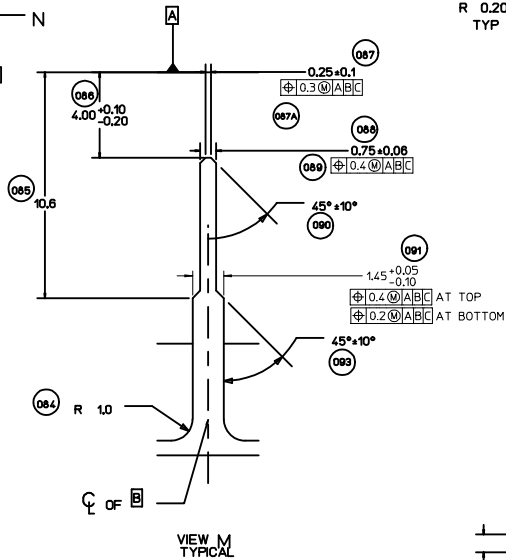 N
R 0.20
TYP
A
087
0.25±0.1
⌖ 0.3 Ⓜ A B C
086
4.00 +0.10 -0.20
087A
088
0.75±0.06
089
⌖ 0.4 Ⓜ A B C
085
10.6
45°±10°
090
091
1.45 +0.05 -0.10
⌖ 0.4 Ⓜ A B C AT TOP
⌖ 0.2 Ⓜ A B C AT BOTTOM
45°±10°
093
084
R 1.0
℄ OF B
VIEW M
TYPICAL